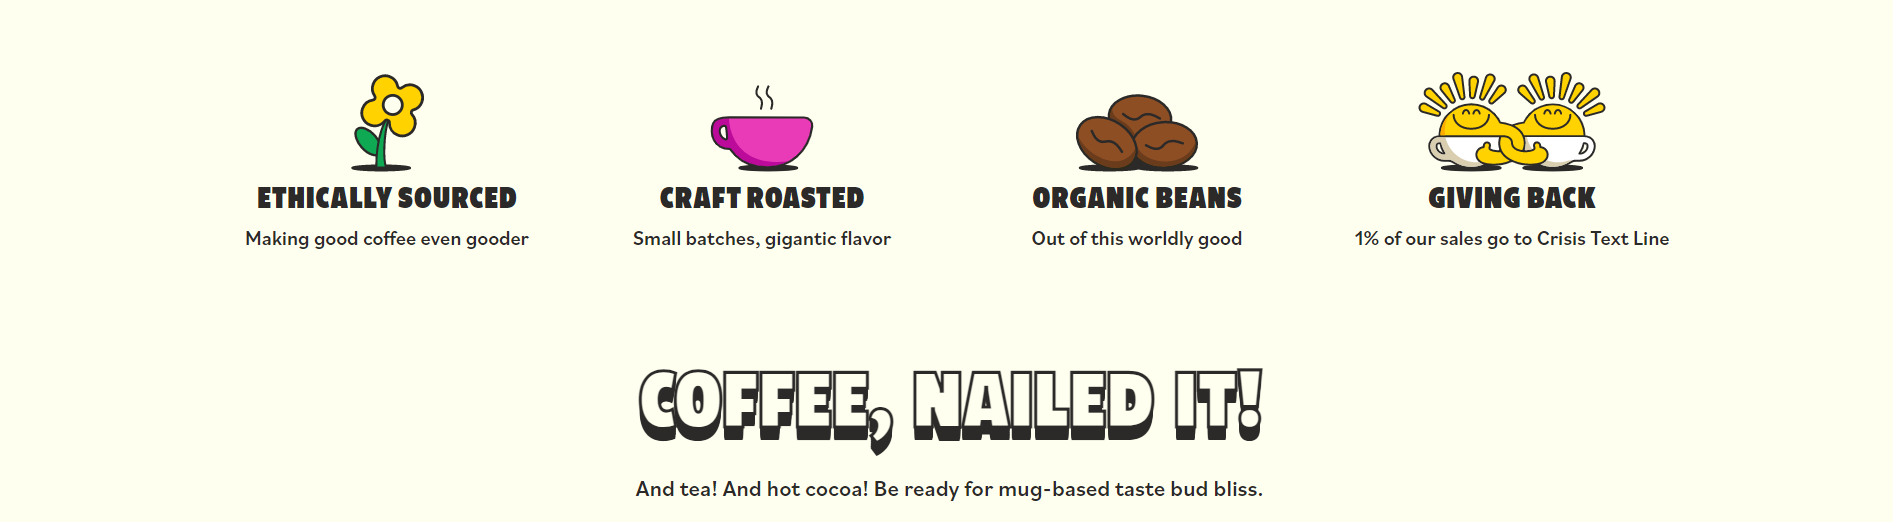 ETHICALLY SOURCED
Making good coffee even gooder
CRAFT ROASTED
Small batches, gigantic flavor
ORGANIC BEANS
Out of this worldly good
GIVING BACK
1% of our sales go to Crisis Text Line
COFFEE, NAILED IT!
And tea! And hot cocoa! Be ready for mug-based taste bud bliss.